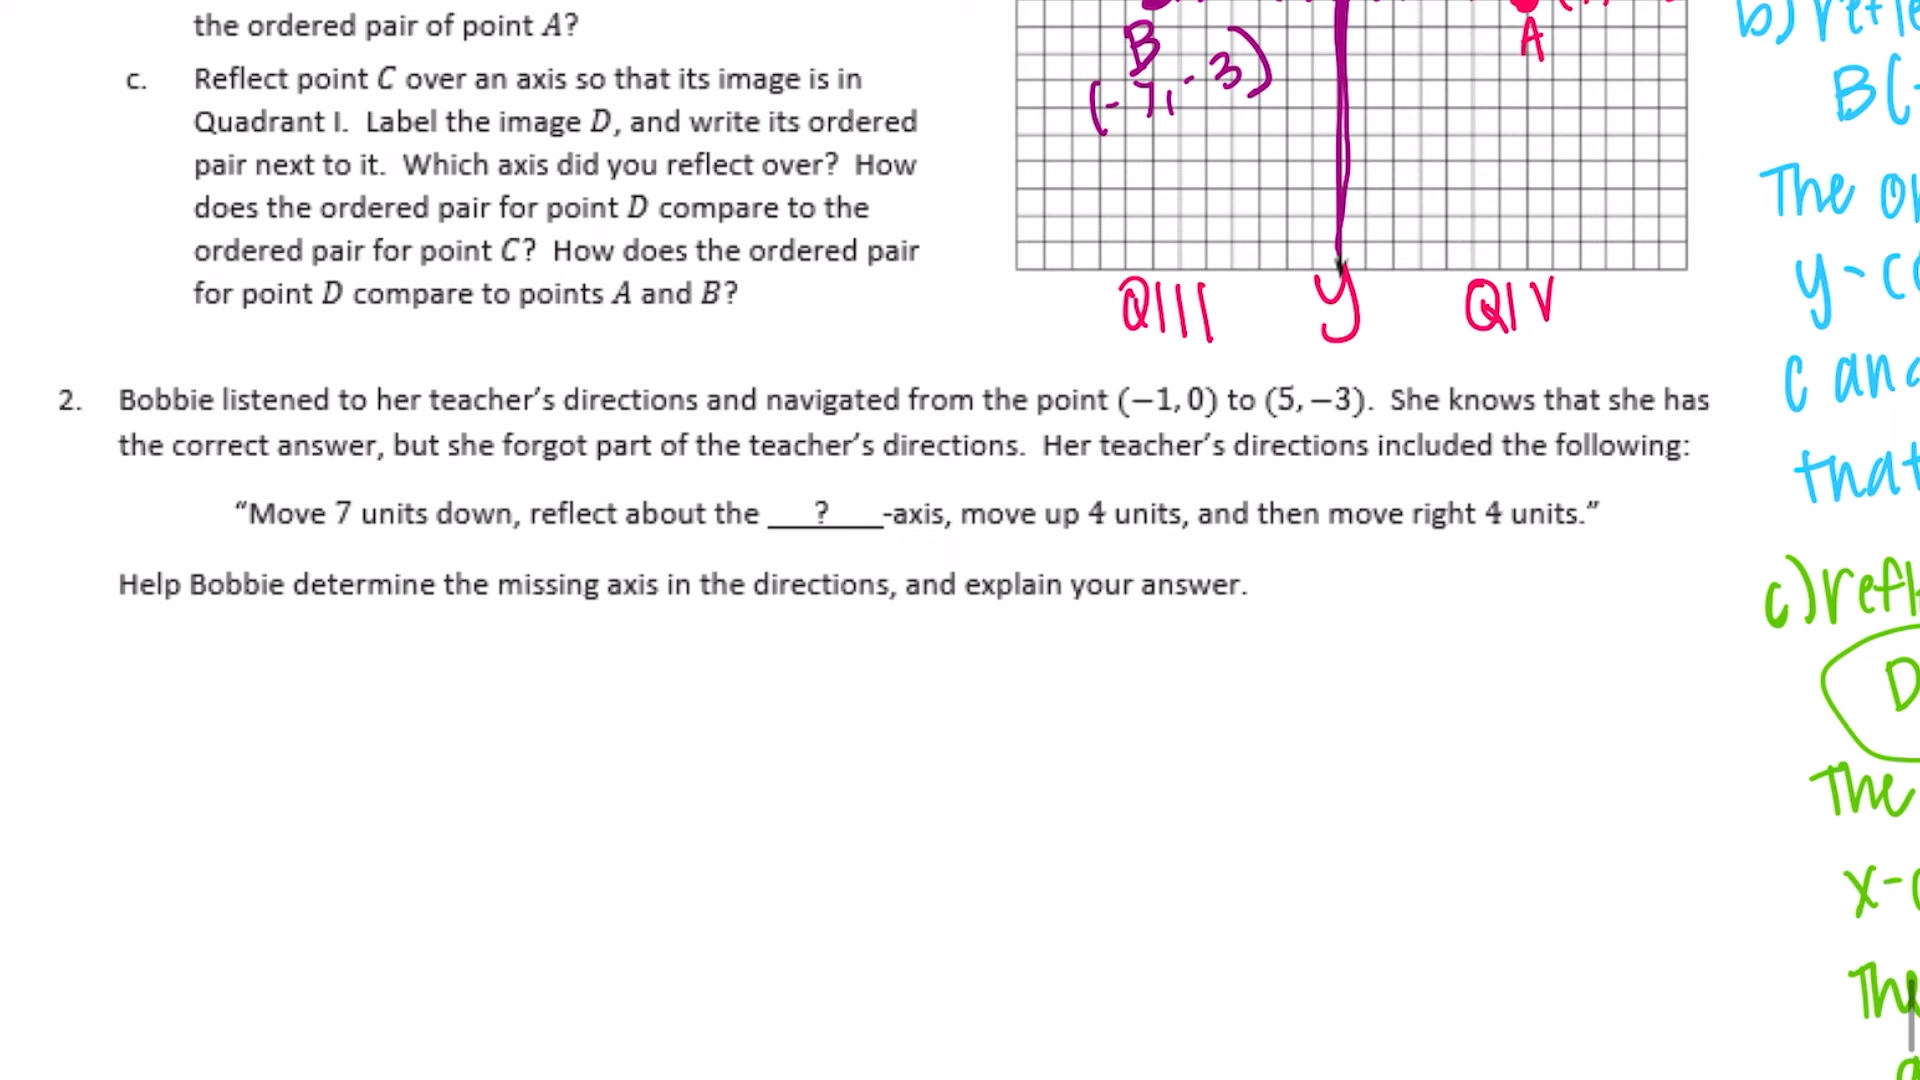 the ordered pair of point A?
c. Reflect point C over an axis so that its image is in
Quadrant I. Label the image D, and write its ordered
pair next to it. Which axis did you reflect over? How
does the ordered pair for point D compare to the
ordered pair for point C? How does the ordered pair
for point D compare to points A and B?
B
(-7, -3)
A
QIII y QIV
2. Bobbie listened to her teacher’s directions and navigated from the point (−1, 0) to (5, −3). She knows that she has
the correct answer, but she forgot part of the teacher’s directions. Her teacher’s directions included the following:
“Move 7 units down, reflect about the ___?___-axis, move up 4 units, and then move right 4 units.”
Help Bobbie determine the missing axis in the directions, and explain your answer.
b) refle
B(-
The or
y-co
C and
that
c) refl
D
The
x-c
The